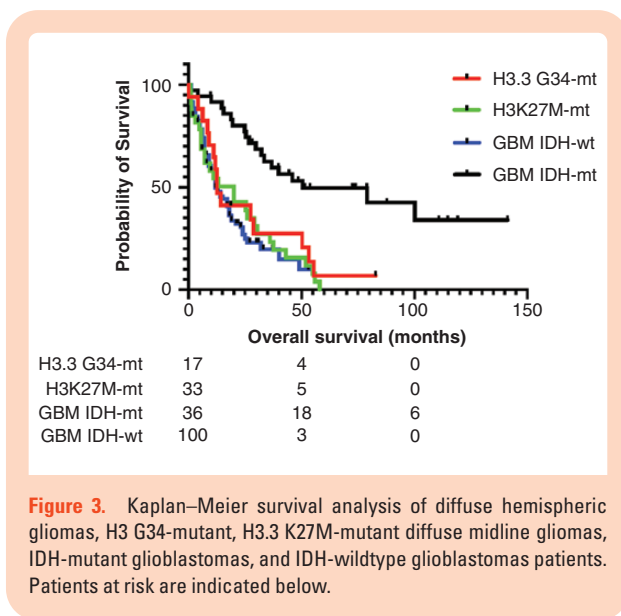 H3.3 G34-mt
H3K27M-mt
GBM IDH-wt
GBM IDH-mt
Probability of Survival
100
50
0
0 50 100 150
Overall survival (months)
H3.3 G34-mt 17 4 0
H3K27M-mt 33 5 0
GBM IDH-mt 36 18 6
GBM IDH-wt 100 3 0
Figure 3. Kaplan–Meier survival analysis of diffuse hemispheric
gliomas, H3 G34-mutant, H3.3 K27M-mutant diffuse midline gliomas,
IDH-mutant glioblastomas, and IDH-wildtype glioblastomas patients.
Patients at risk are indicated below.